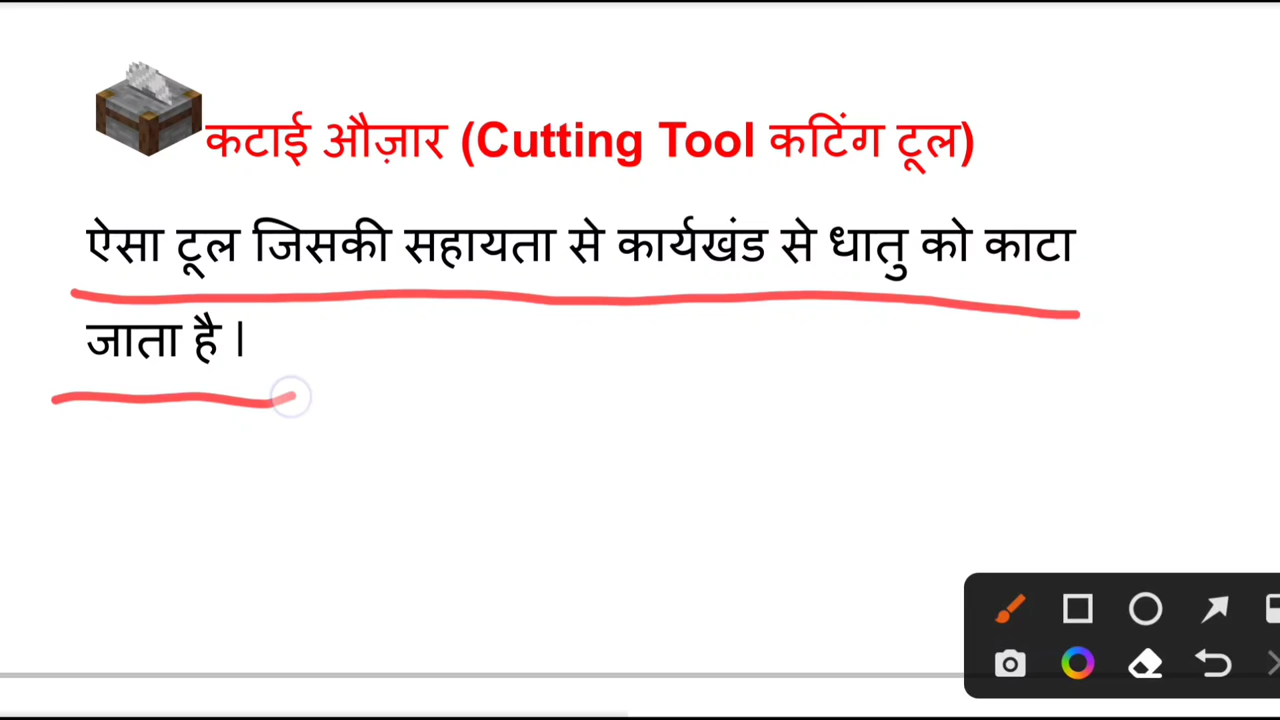 कटाई औज़ार (Cutting Tool कटिंग टूल)
ऐसा टूल जिसकी सहायता से कार्यखंड से धातु को काटा
जाता है।